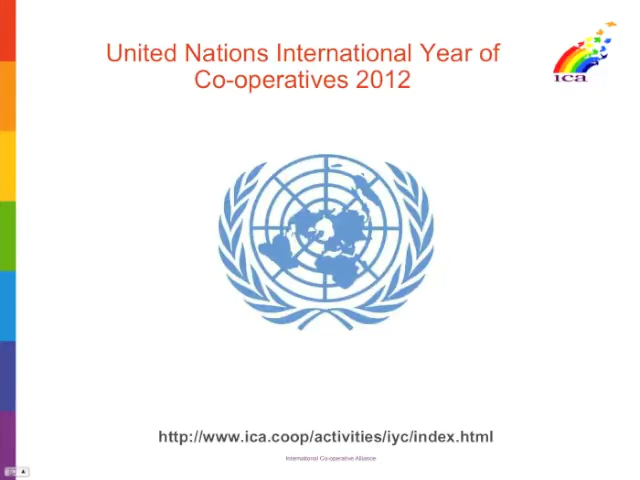 United Nations International Year of
Co-operatives 2012
ica
http://www.ica.coop/activities/iyc/index.html
International Co-operative Alliance